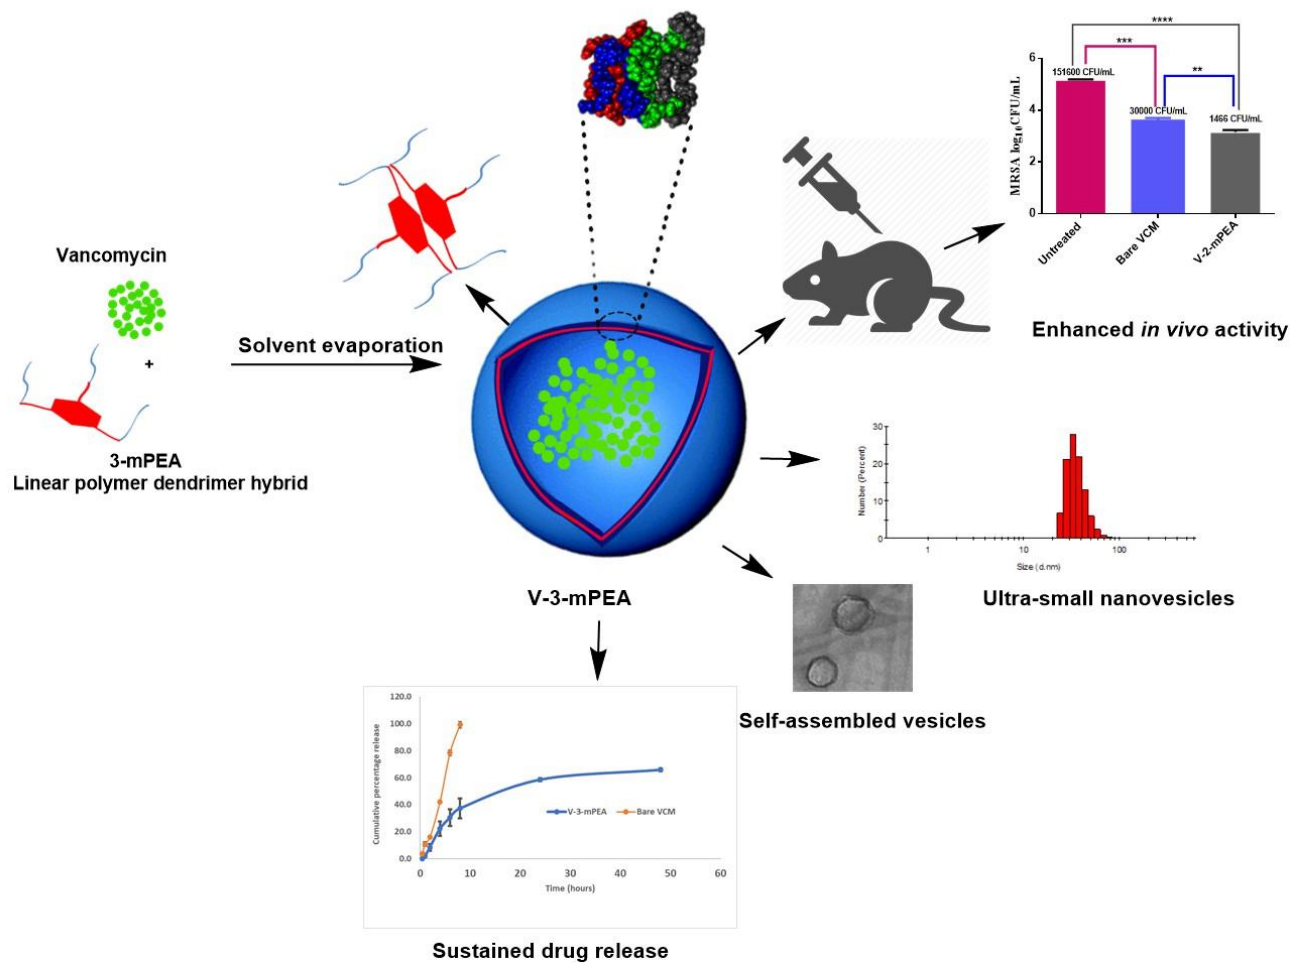 Vancomycin
+
3-mPEA
Linear polymer dendrimer hybrid
Solvent evaporation
V-3-mPEA
****
***
**
MRSA log10CFU/mL
6
4
2
0
151600 CFU/mL
30000 CFU/mL
1466 CFU/mL
Untreated
Bare VCM
V-2-mPEA
Enhanced in vivo activity
Number (Percent)
30
20
10
0
1
10
100
Size (d.nm)
Ultra-small nanovesicles
Self-assembled vesicles
Cumulative percentage release
120.0
100.0
80.0
60.0
40.0
20.0
0.0
V-3-mPEA
Bare VCM
0
10
20
30
40
50
60
Time (hours)
Sustained drug release